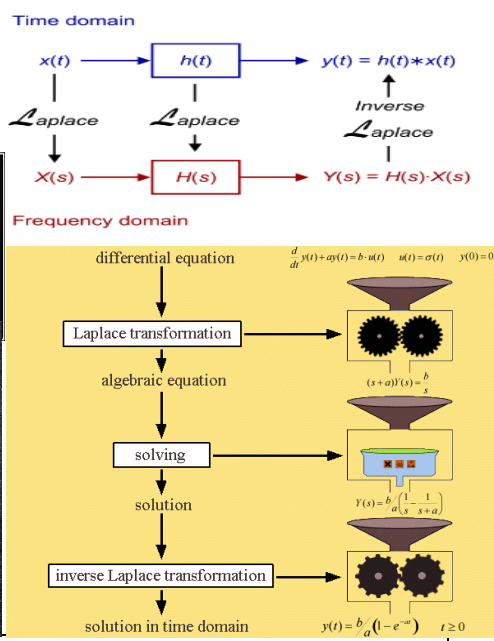 Time domain
x(t) h(t) y(t) = h(t)*x(t)
Inverse
Laplace Laplace Laplace
X(s) H(s) Y(s) = H(s)·X(s)
Frequency domain
differential equation d/dt y(t)+ay(t)=b·u(t) u(t)=σ(t) y(0)=0
Laplace transformation
algebraic equation (s+a)Y(s)=b/s
solving
solution Y(s)=b/a(1/s-1/s+a)
inverse Laplace transformation
solution in time domain y(t)=b/a(1-e^-at) t≥0